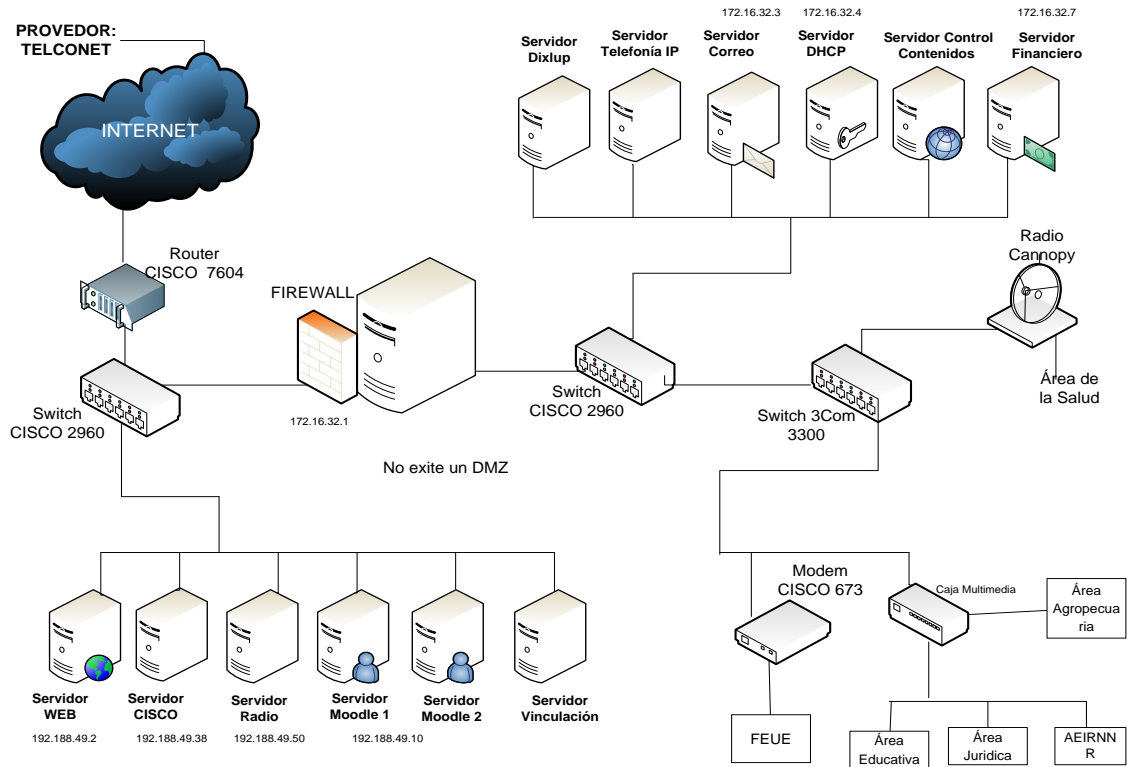 PROVEDOR:
TELCONET
INTERNET
172.16.32.3
172.16.32.4
172.16.32.7
Servidor
Dixlup
Servidor
Telefonía IP
Servidor
Correo
Servidor
DHCP
Servidor Control
Contenidos
Servidor
Financiero
Router
CISCO 7604
FIREWALL
172.16.32.1
Switch
CISCO 2960
Switch
CISCO 2960
Switch 3Com
3300
Radio
Cannopy
Área de
la Salud
No exite un DMZ
Servidor
WEB
192.188.49.2
Servidor
CISCO
192.188.49.38
Servidor
Radio
192.188.49.50
Servidor
Moodle 1
192.188.49.10
Servidor
Moodle 2
Servidor
Vinculación
Modem
CISCO 673
Caja Multimedia
Área
Agropecua
ria
FEUE
Área
Educativa
Área
Juridica
AEIRNN
R